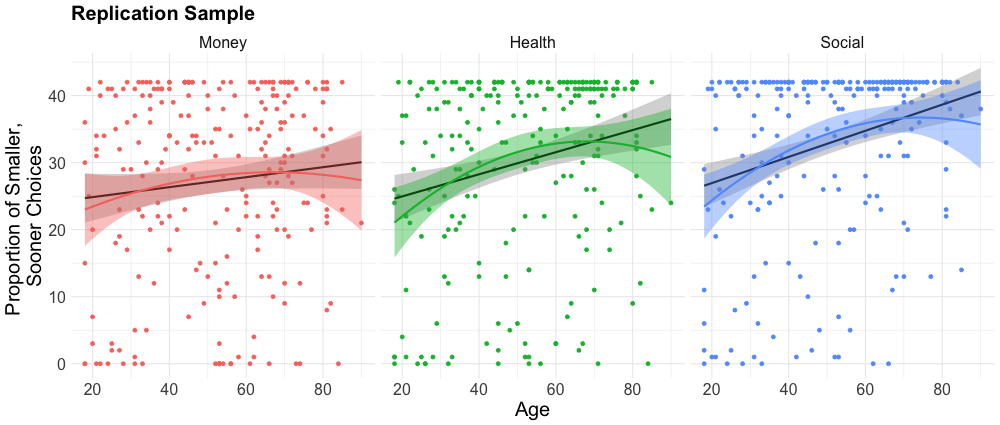 Replication Sample
Money Health Social
Proportion of Smaller,
Sooner Choices
40
30
20
10
0
20 40 60 80 20 40 60 80 20 40 60 80
Age